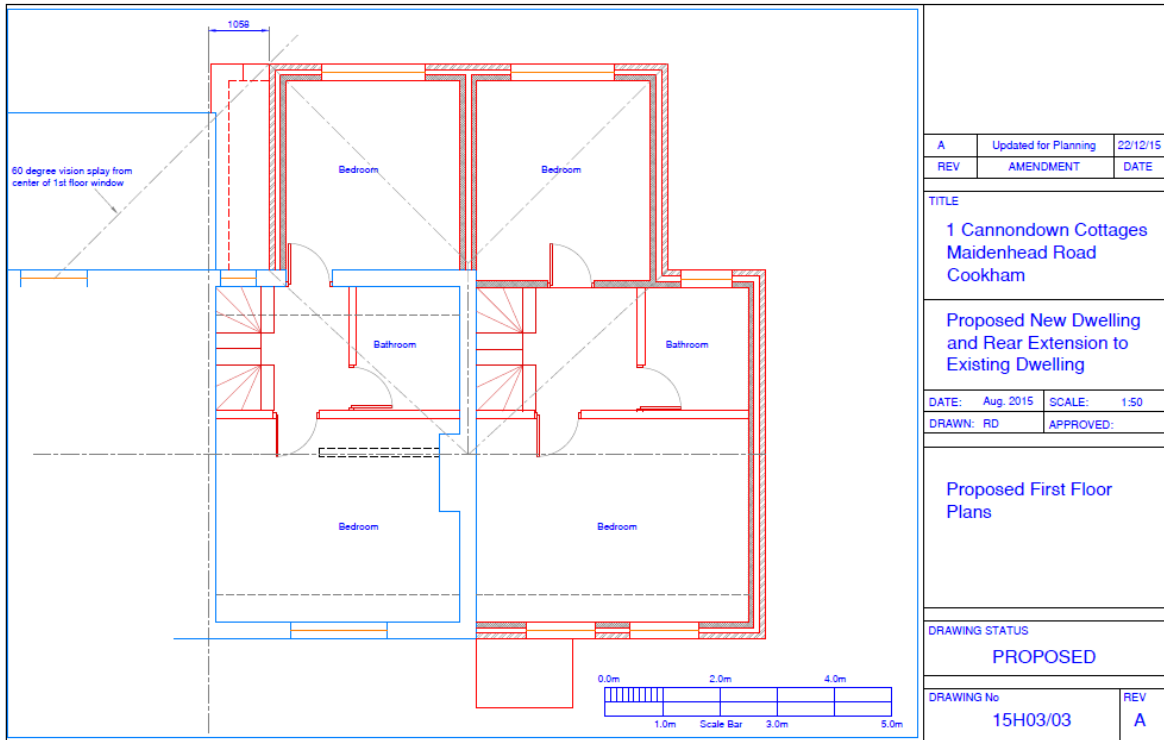 1058
60 degree vision splay from
center of 1st floor window
Bedroom
Bedroom
Bathroom
Bathroom
Bedroom
Bedroom
0.0m
2.0m
4.0m
1.0m
Scale Bar
3.0m
5.0m
A Updated for Planning 22/12/15
REV AMENDMENT DATE
TITLE
1 Cannondown Cottages
Maidenhead Road
Cookham
Proposed New Dwelling
and Rear Extension to
Existing Dwelling
DATE: Aug. 2015 SCALE: 1:50
DRAWN: RD APPROVED:
Proposed First Floor
Plans
DRAWING STATUS
PROPOSED
DRAWING No REV
15H03/03 A